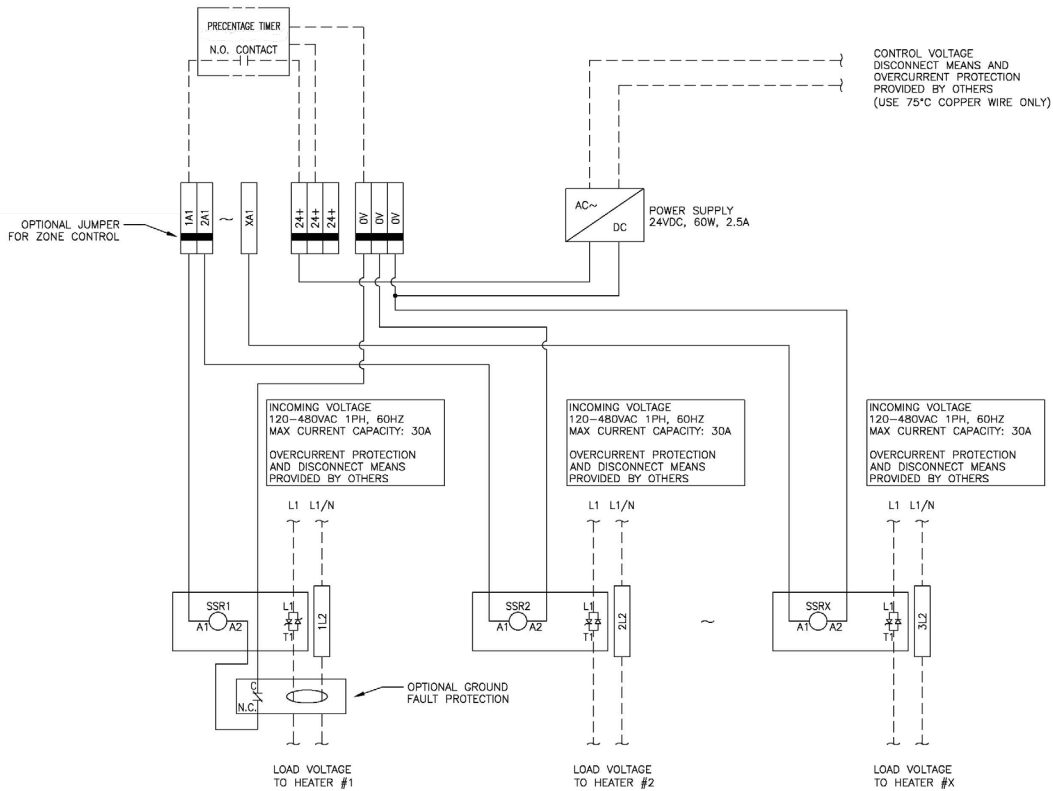 PRECENTAGE TIMER
N.O. CONTACT
CONTROL VOLTAGE
DISCONNECT MEANS AND
OVERCURRENT PROTECTION
PROVIDED BY OTHERS
(USE 75°C COPPER WIRE ONLY)
OPTIONAL JUMPER
FOR ZONE CONTROL
1A1
2A1
~
XA1
24+
24+
24+
0V
0V
0V
AC~
DC
POWER SUPPLY
24VDC, 60W, 2.5A
INCOMING VOLTAGE
120-480VAC 1PH, 60HZ
MAX CURRENT CAPACITY: 30A
OVERCURRENT PROTECTION
AND DISCONNECT MEANS
PROVIDED BY OTHERS
INCOMING VOLTAGE
120-480VAC 1PH, 60HZ
MAX CURRENT CAPACITY: 30A
OVERCURRENT PROTECTION
AND DISCONNECT MEANS
PROVIDED BY OTHERS
INCOMING VOLTAGE
120-480VAC 1PH, 60HZ
MAX CURRENT CAPACITY: 30A
OVERCURRENT PROTECTION
AND DISCONNECT MEANS
PROVIDED BY OTHERS
L1 L1/N
L1 L1/N
L1 L1/N
SSR1
A1 A2
L1
T1
1L2
SSR2
A1 A2
L1
T1
2L2
~
SSRX
A1 A2
L1
T1
3L2
C
N.C.
OPTIONAL GROUND
FAULT PROTECTION
LOAD VOLTAGE
TO HEATER #1
LOAD VOLTAGE
TO HEATER #2
LOAD VOLTAGE
TO HEATER #X